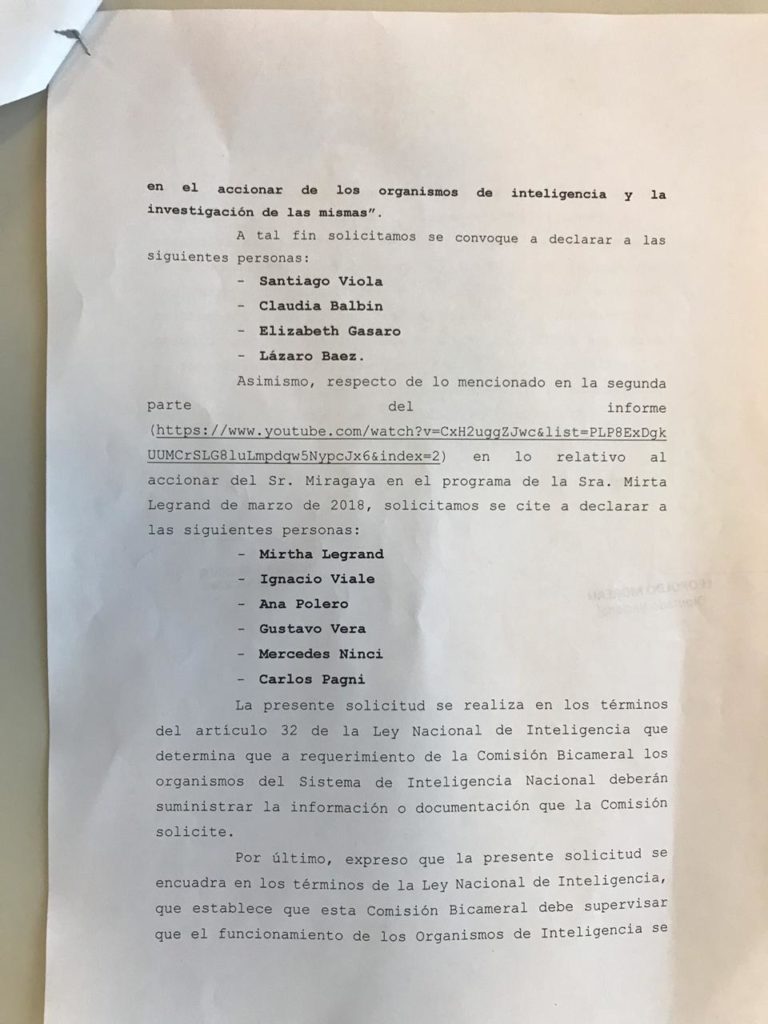 en el accionar de los organismos de inteligencia y la
investigación de las mismas”.
A tal fin solicitamos se convoque a declarar a las
siguientes personas:
- Santiago Viola
- Claudia Balbin
- Elizabeth Gasaro
- Lázaro Baez.
Asimismo, respecto de lo mencionado en la segunda
parte del informe
(https://www.youtube.com/watch?v=CxH2uggZJwc&list=PLP8ExDgk
UUMCrSLG8luLmpdqw5NypcJx6&index=2) en lo relativo al
accionar del Sr. Miragaya en el programa de la Sra. Mirta
Legrand de marzo de 2018, solicitamos se cite a declarar a
las siguientes personas:
- Mirtha Legrand
- Ignacio Viale
- Ana Polero
- Gustavo Vera
- Mercedes Ninci
- Carlos Pagni
La presente solicitud se realiza en los términos
del artículo 32 de la Ley Nacional de Inteligencia que
determina que a requerimiento de la Comisión Bicameral los
organismos del Sistema de Inteligencia Nacional deberán
suministrar la información o documentación que la Comisión
solicite.
Por último, expreso que la presente solicitud se
encuadra en los términos de la Ley Nacional de Inteligencia,
que establece que esta Comisión Bicameral debe supervisar
que el funcionamiento de los Organismos de Inteligencia se